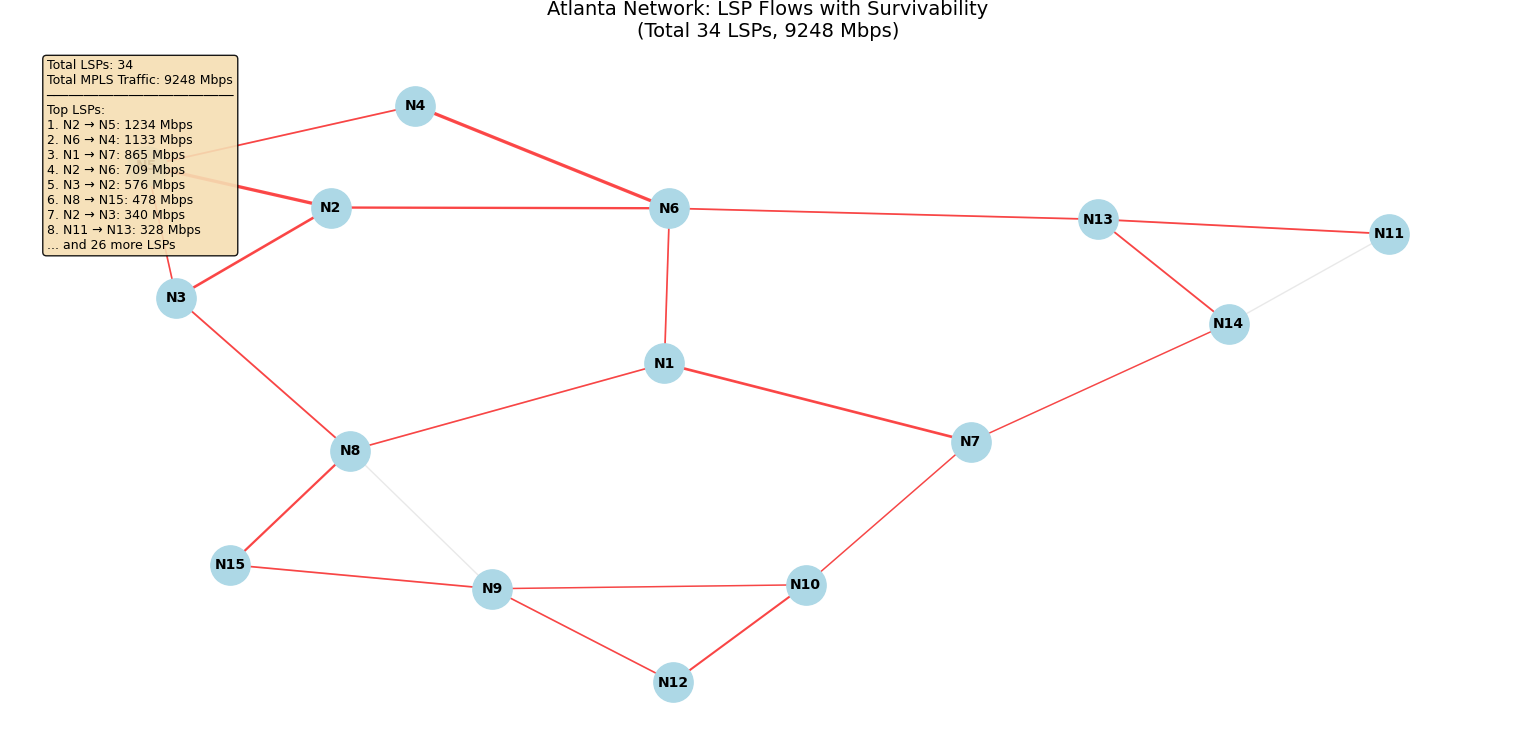 Atlanta Network: LSP Flows with Survivability
(Total 34 LSPs, 9248 Mbps)
Total LSPs: 34
Total MPLS Traffic: 9248 Mbps
Top LSPs:
1. N2 → N5: 1234 Mbps
2. N6 → N4: 1133 Mbps
3. N1 → N7: 865 Mbps
4. N2 → N6: 709 Mbps
5. N3 → N2: 576 Mbps
6. N8 → N15: 478 Mbps
7. N2 → N3: 340 Mbps
8. N11 → N13: 328 Mbps
... and 26 more LSPs
N4
N2
N6
N13
N11
N3
N14
N1
N7
N8
N15
N9
N10
N12